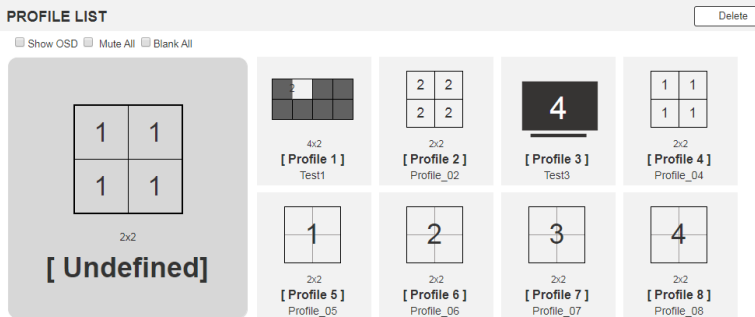 PROFILE LIST
Delete
Show OSD Mute All Blank All
1 1
1 1
2x2
[ Undefined]
2
4x2
[ Profile 1 ]
Test1
2 2
2 2
2x2
[ Profile 2 ]
Profile_02
4
[ Profile 3 ]
Test3
1 1
1 1
2x2
[ Profile 4 ]
Profile_04
1
2x2
[ Profile 5 ]
Profile_05
2
2x2
[ Profile 6 ]
Profile_06
3
2x2
[ Profile 7 ]
Profile_07
4
2x2
[ Profile 8 ]
Profile_08